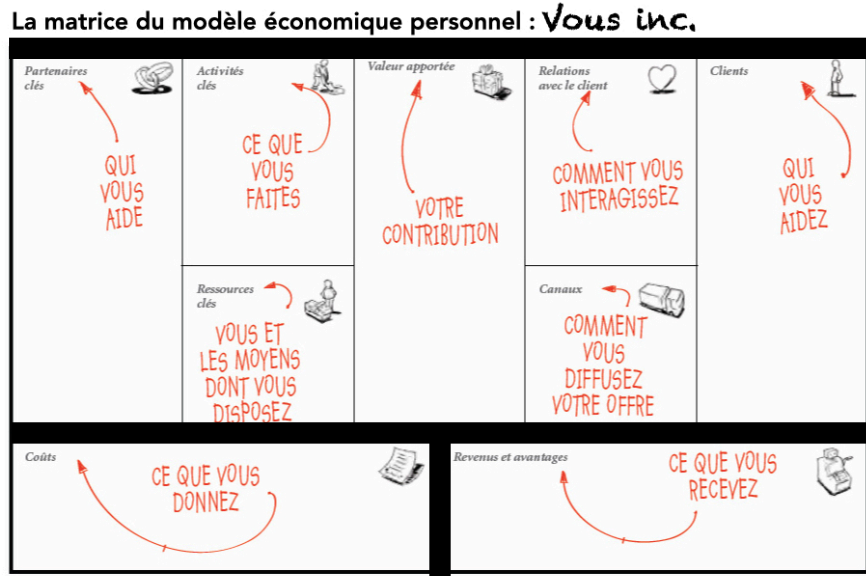 La matrice du modèle économique personnel : Vous inc.
Partenaires
clés
QUI
VOUS
AIDE
Activités
clés
CE QUE
VOUS
FAITES
Ressources
clés
VOUS ET
LES MOYENS
DONT VOUS
DISPOSEZ
Valeur apportée
VOTRE
CONTRIBUTION
Relations
avec le client
COMMENT VOUS
INTERAGISSEZ
Canaux
COMMENT
VOUS
DIFFUSEZ
VOTRE OFFRE
Clients
QUI
VOUS
AIDEZ
Coûts
CE QUE VOUS
DONNEZ
Revenus et avantages
CE QUE VOUS
RECEVEZ